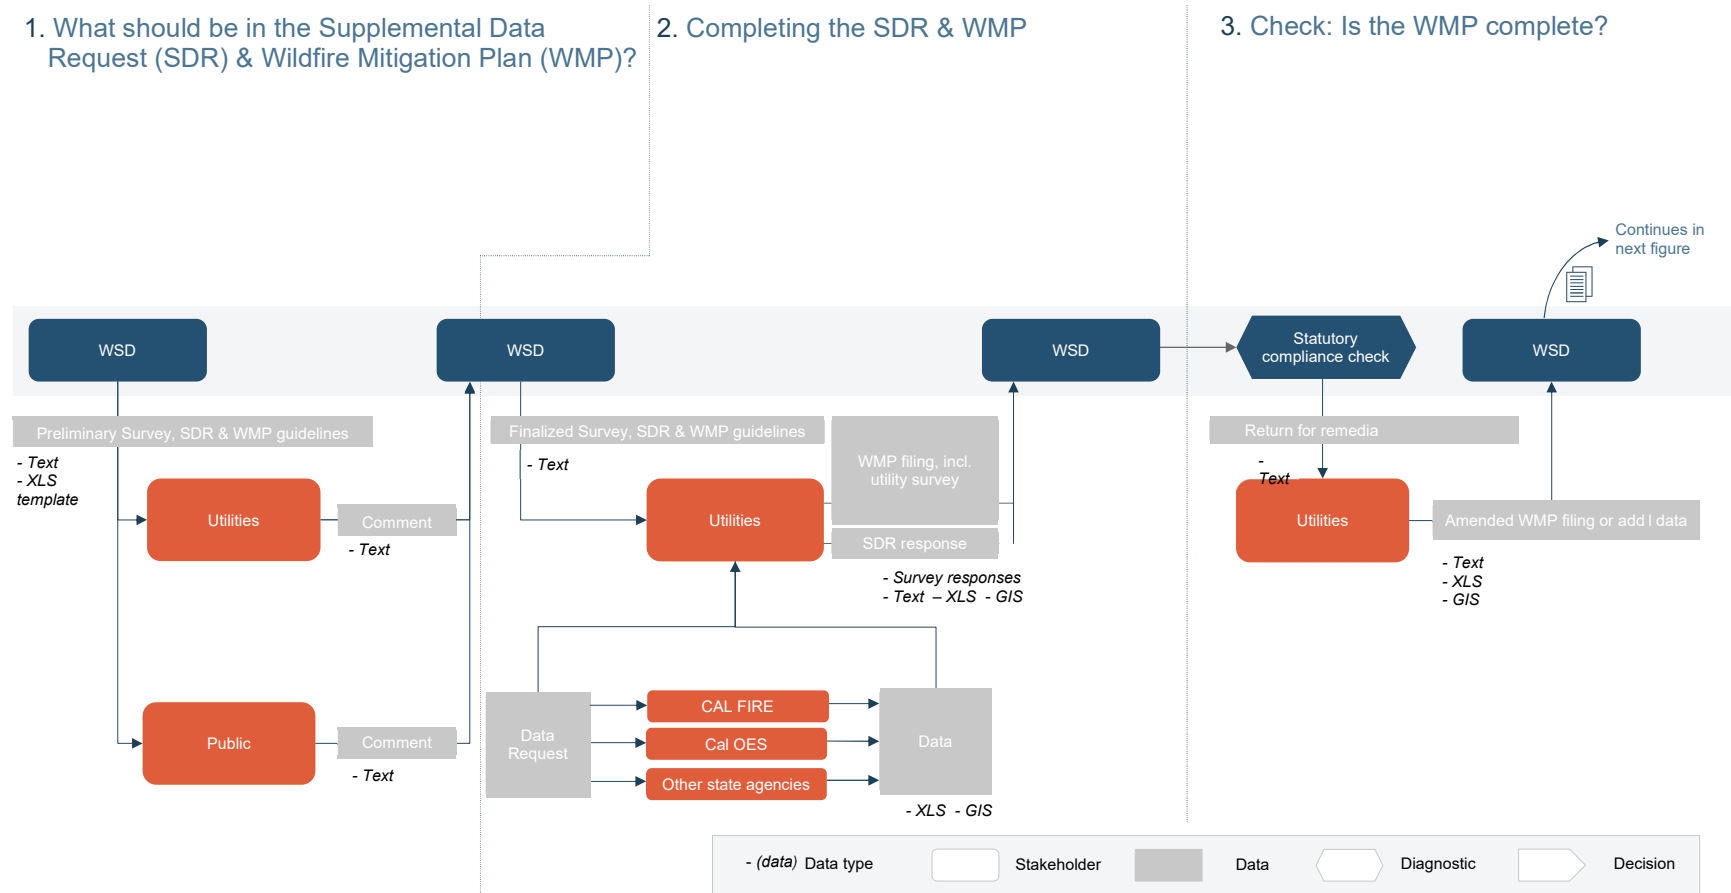 1. What should be in the Supplemental Data
Request (SDR) & Wildfire Mitigation Plan (WMP)?
2. Completing the SDR & WMP
3. Check: Is the WMP complete?
Continues in
next figure
WSD
WSD
WSD
Statutory
compliance check
WSD
Preliminary Survey, SDR & WMP guidelines
- Text
- XLS
template
Utilities
Comment
- Text
Public
Comment
- Text
Finalized Survey, SDR & WMP guidelines
- Text
Utilities
WMP filing, incl.
utility survey
SDR response
- Survey responses
- Text – XLS - GIS
Data
Request
CAL FIRE
Cal OES
Other state agencies
Data
- XLS - GIS
Return for remedia
-
Text
Utilities
Amended WMP filing or add l data
- Text
- XLS
- GIS
- (data) Data type
Stakeholder
Data
Diagnostic
Decision